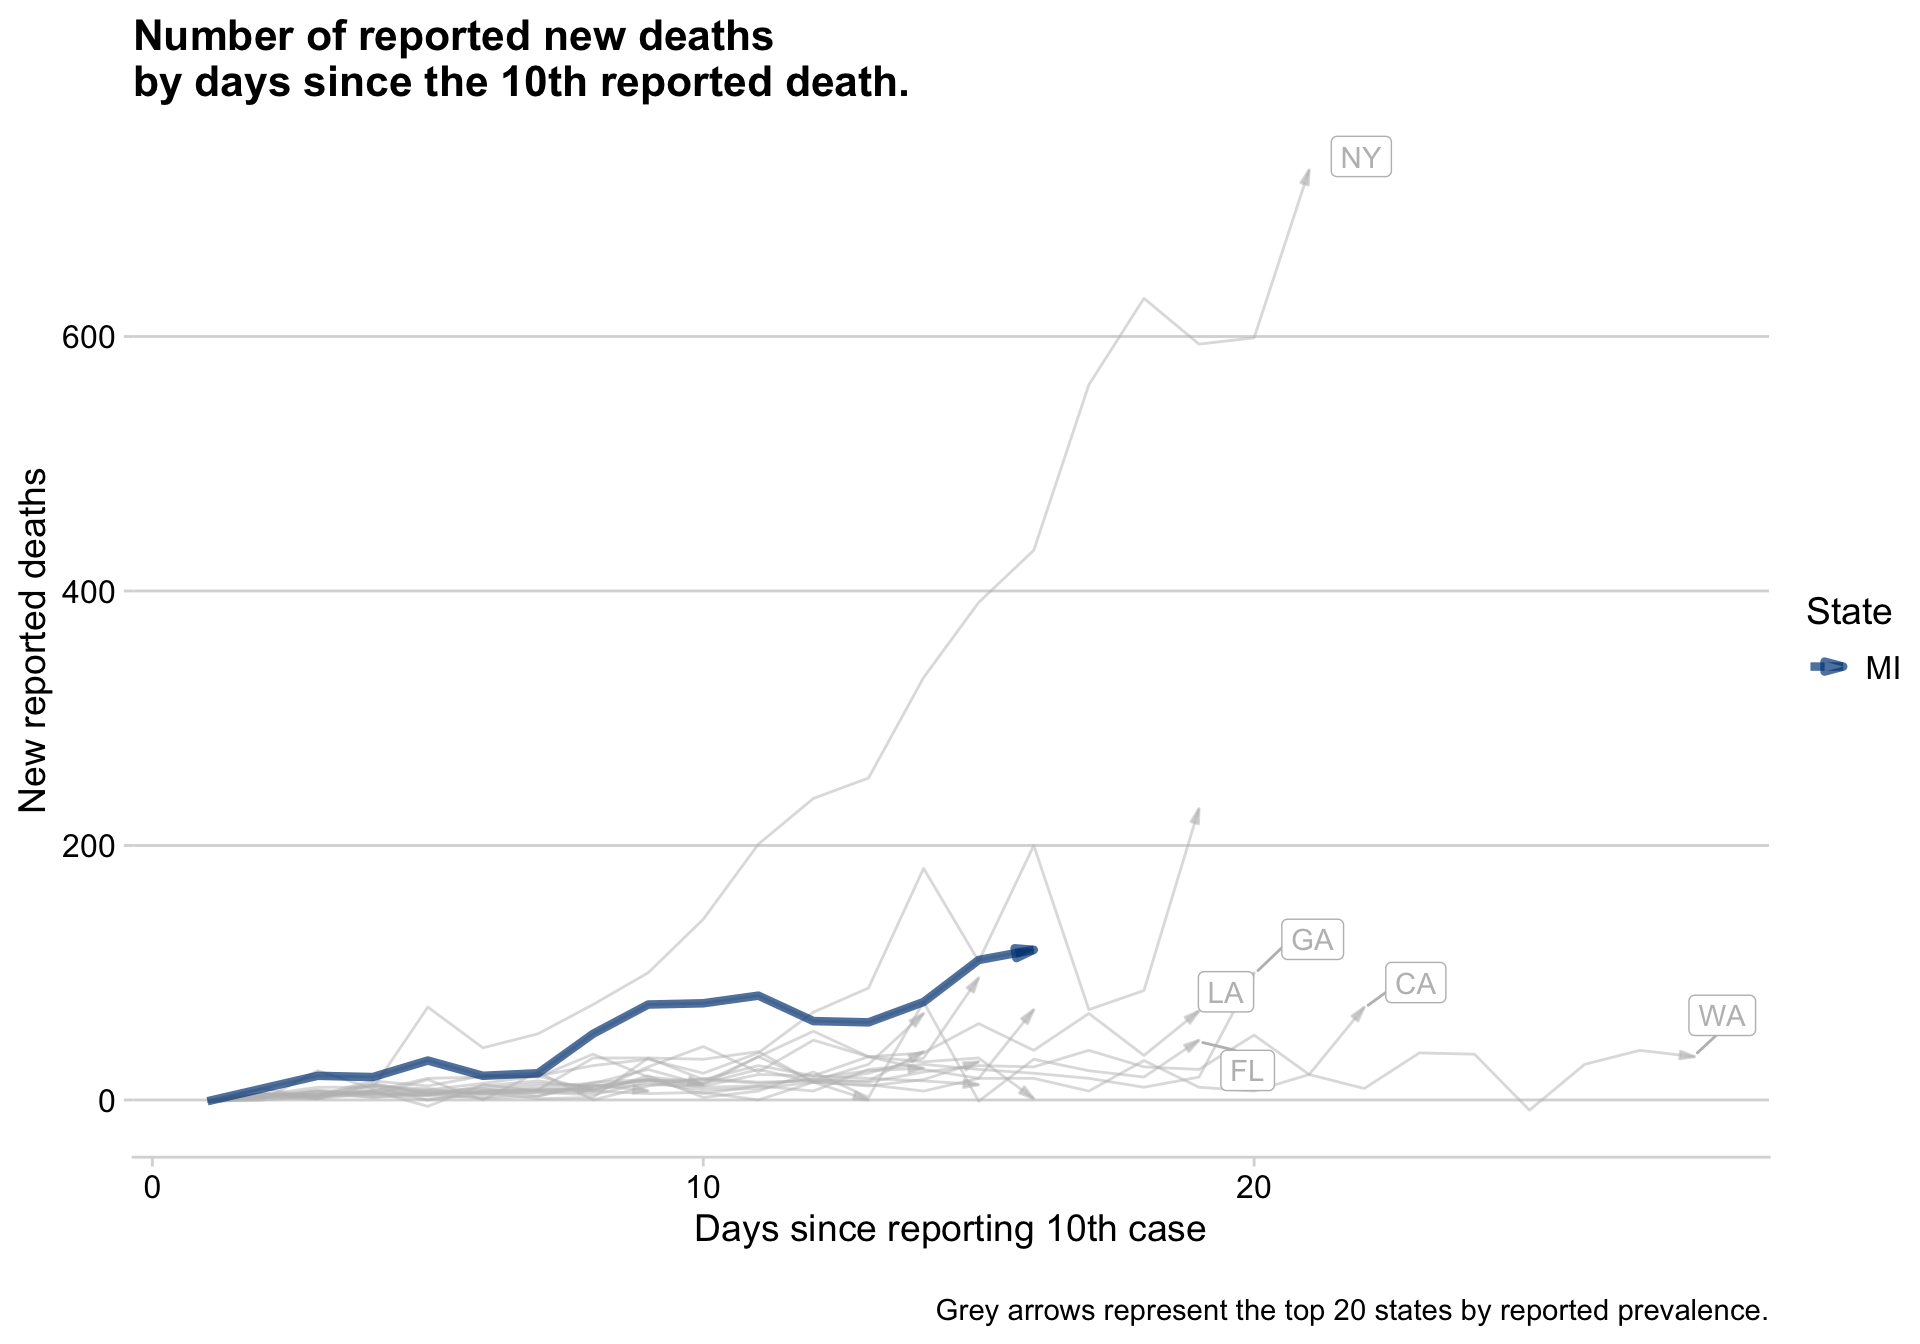 Number of reported new deaths
by days since the 10th reported death.
NY
600
400
200
0
New reported deaths
GA
LA
CA
WA
FL
State
MI
0
10
20
Days since reporting 10th case
Grey arrows represent the top 20 states by reported prevalence.